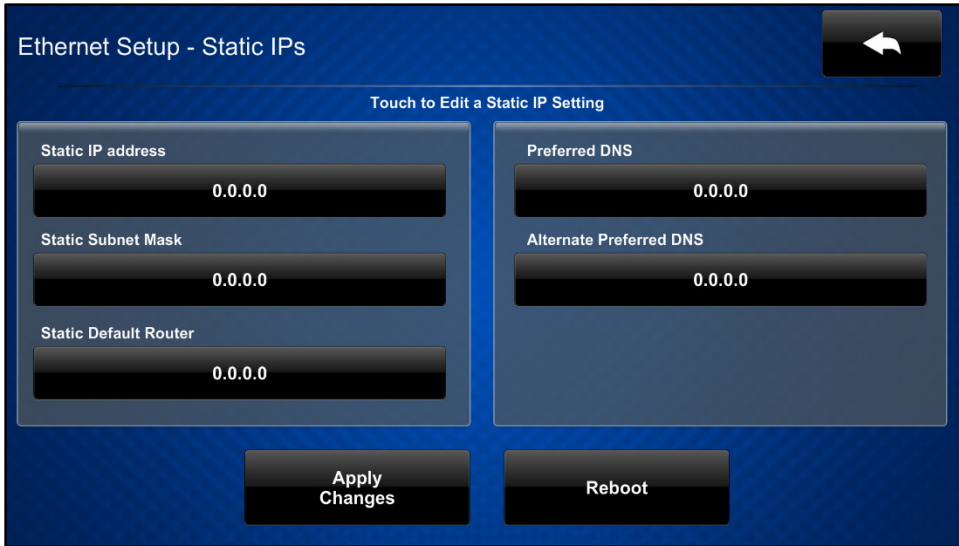 Ethernet Setup - Static IPs
Touch to Edit a Static IP Setting
Static IP address
0.0.0.0
Static Subnet Mask
0.0.0.0
Static Default Router
0.0.0.0
Preferred DNS
0.0.0.0
Alternate Preferred DNS
0.0.0.0
Apply
Changes
Reboot